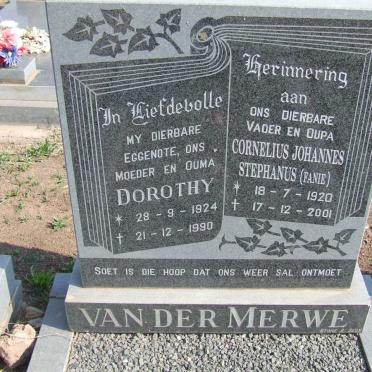 In Liefdevolle
MY DIERBARE
EGGENOTE, ONS
MOEDER EN OUMA
DOROTHY
* 28 - 9 - 1924
† 21 - 12 - 1990
Herinnering
aan
ONS DIERBARE
VADER EN OUPA
CORNELIUS JOHANNES
STEPHANUS (FANIE)
* 18 - 7 - 1920
† 17 - 12 - 2001
SOET IS DIE HOOP DAT ONS WEER SAL ONTMOET
VAN DER MERWE